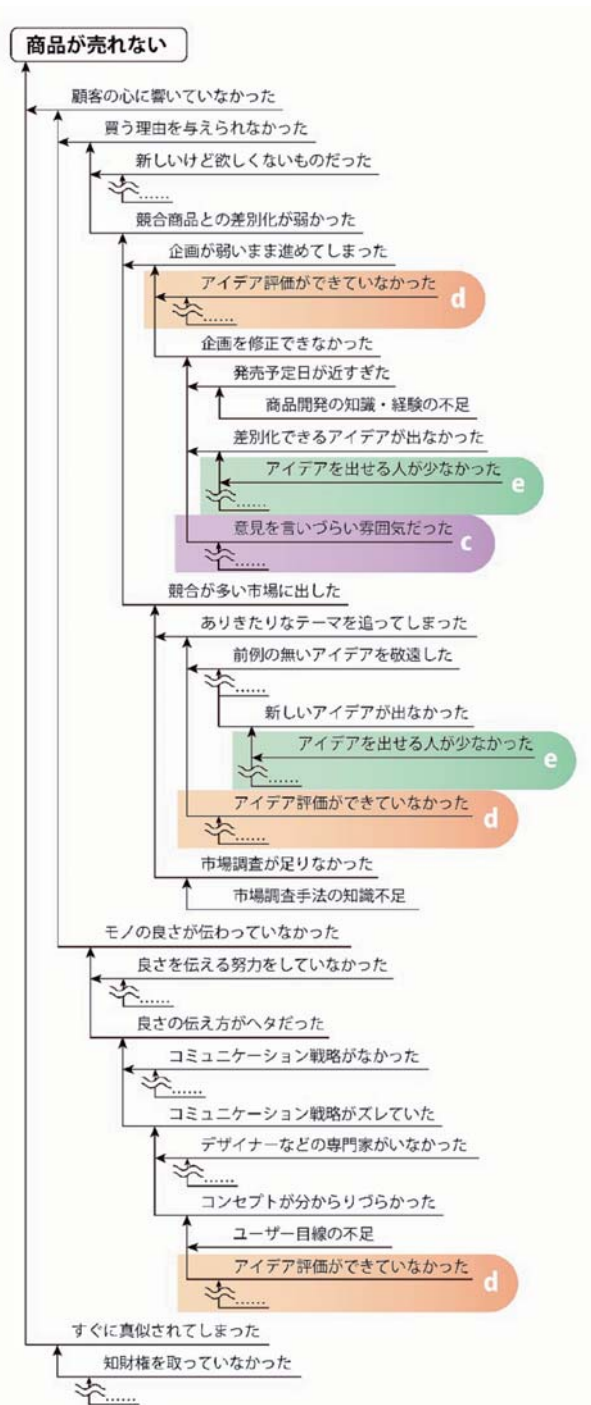 商品が売れない
顧客の心に響いていなかった
買う理由を与えられなかった
新しいけど欲しくないものだった
……
競合商品との差別化が弱かった
企画が弱いまま進めてしまった
アイデア評価ができていなかった d
……
企画を修正できなかった
発売予定日が近すぎた
商品開発の知識・経験の不足
差別化できるアイデアが出なかった
アイデアを出せる人が少なかった e
……
意見を言いづらい雰囲気だった c
……
競合が多い市場に出した
ありきたりなテーマを追ってしまった
前例の無いアイデアを敬遠した
……
新しいアイデアが出なかった
アイデアを出せる人が少なかった e
……
アイデア評価ができていなかった d
……
市場調査が足りなかった
市場調査手法の知識不足
モノの良さが伝わっていなかった
良さを伝える努力をしていなかった
……
良さの伝え方がヘタだった
コミュニケーション戦略がなかった
……
コミュニケーション戦略がズレていた
デザイナーなどの専門家がいなかった
……
コンセプトが分からりづらかった
ユーザー目線の不足
アイデア評価ができていなかった d
……
すぐに真似されてしまった
知財権を取っていなかった
……